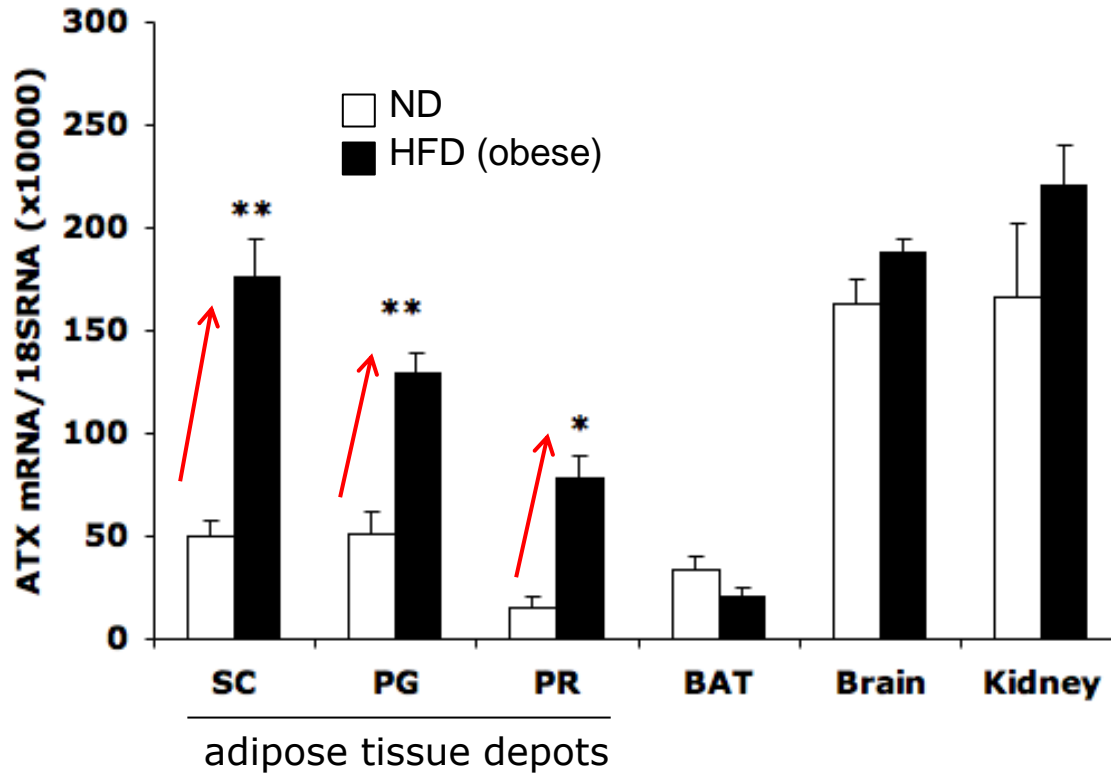 ATX mRNA/18SRNA (x10000)
300
250
200
150
100
50
0
ND
HFD (obese)
**
**
*
SC PG PR BAT Brain Kidney
adipose tissue depots